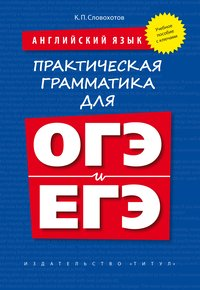 К.П. Словохотов
АНГЛИЙСКИЙ ЯЗЫК
Учебное
пособие
с ключами
ПРАКТИЧЕСКАЯ
ГРАММАТИКА ДЛЯ
ОГЭ
и
ЕГЭ
ИЗДАТЕЛЬСТВО «ТИТУЛ»